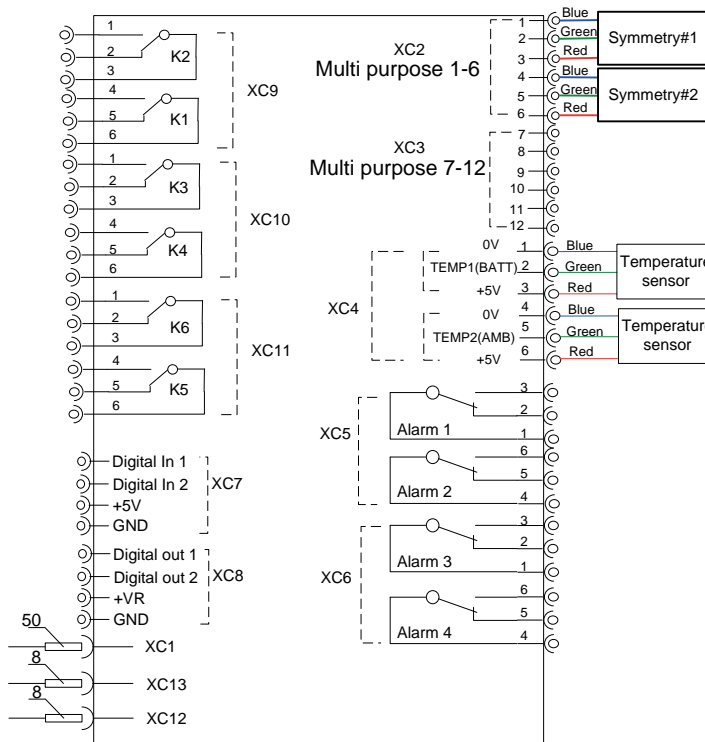 1
2
K2
3
4
5
K1
6
XC9
1
2
K3
3
4
5
K4
6
XC10
1
2
K6
3
4
5
K5
6
XC11
Digital In 1
Digital In 2
+5V
GND
XC7
Digital out 1
Digital out 2
+VR
GND
XC8
50
XC1
8
XC13
8
XC12
XC2
Multi purpose 1-6
1
Blue
2
Green
3
Red
Symmetry#1
4
Blue
5
Green
6
Red
Symmetry#2
XC3
Multi purpose 7-12
7
8
9
10
11
12
XC4
0V
1
Blue
TEMP1(BATT)
2
Green
+5V
3
Red
Temperature
sensor
4
Blue
0V
TEMP2(AMB)
5
Green
+5V
6
Red
Temperature
sensor
XC5
3
2
Alarm 1
1
6
5
Alarm 2
4
XC6
3
2
Alarm 3
1
6
5
Alarm 4
4